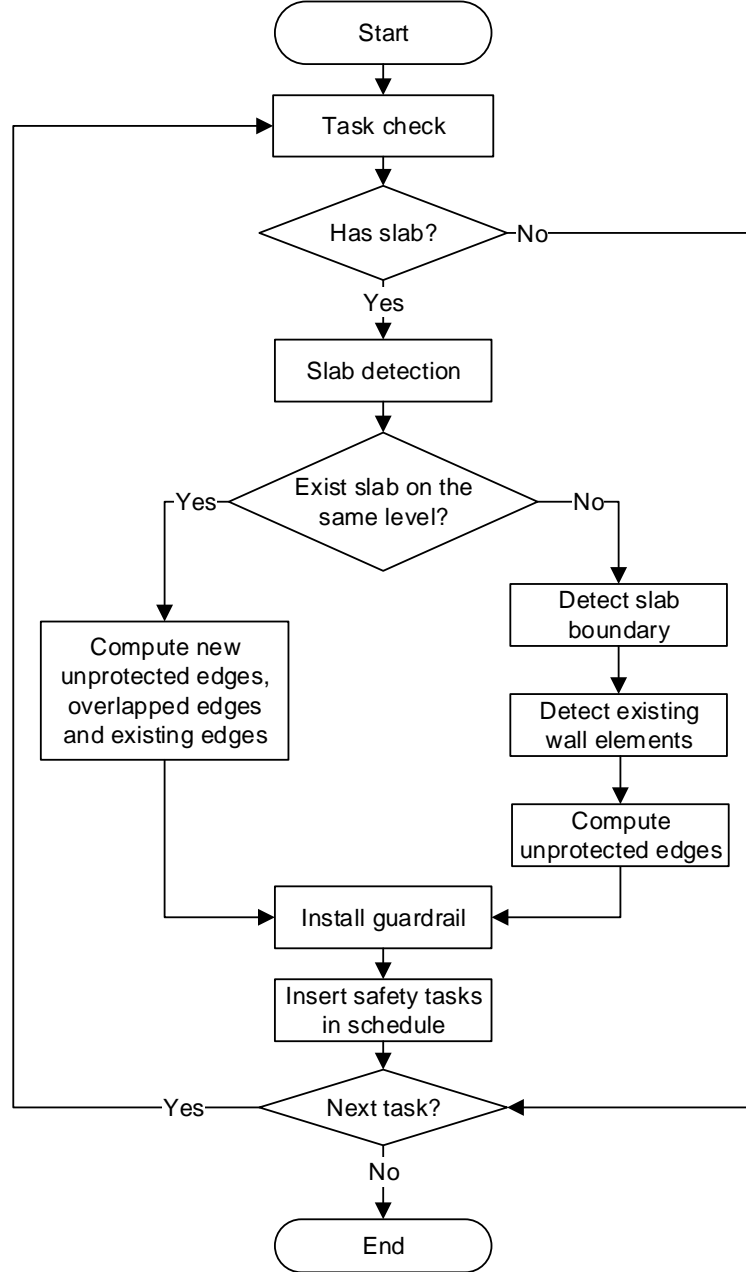 Start
Task check
Has slab?
No
Yes
Slab detection
Exist slab on the
same level?
Yes
No
Compute new
unprotected edges,
overlapped edges
and existing edges
Detect slab
boundary
Detect existing
wall elements
Compute
unprotected edges
Install guardrail
Insert safety tasks
in schedule
Next task?
Yes
No
End